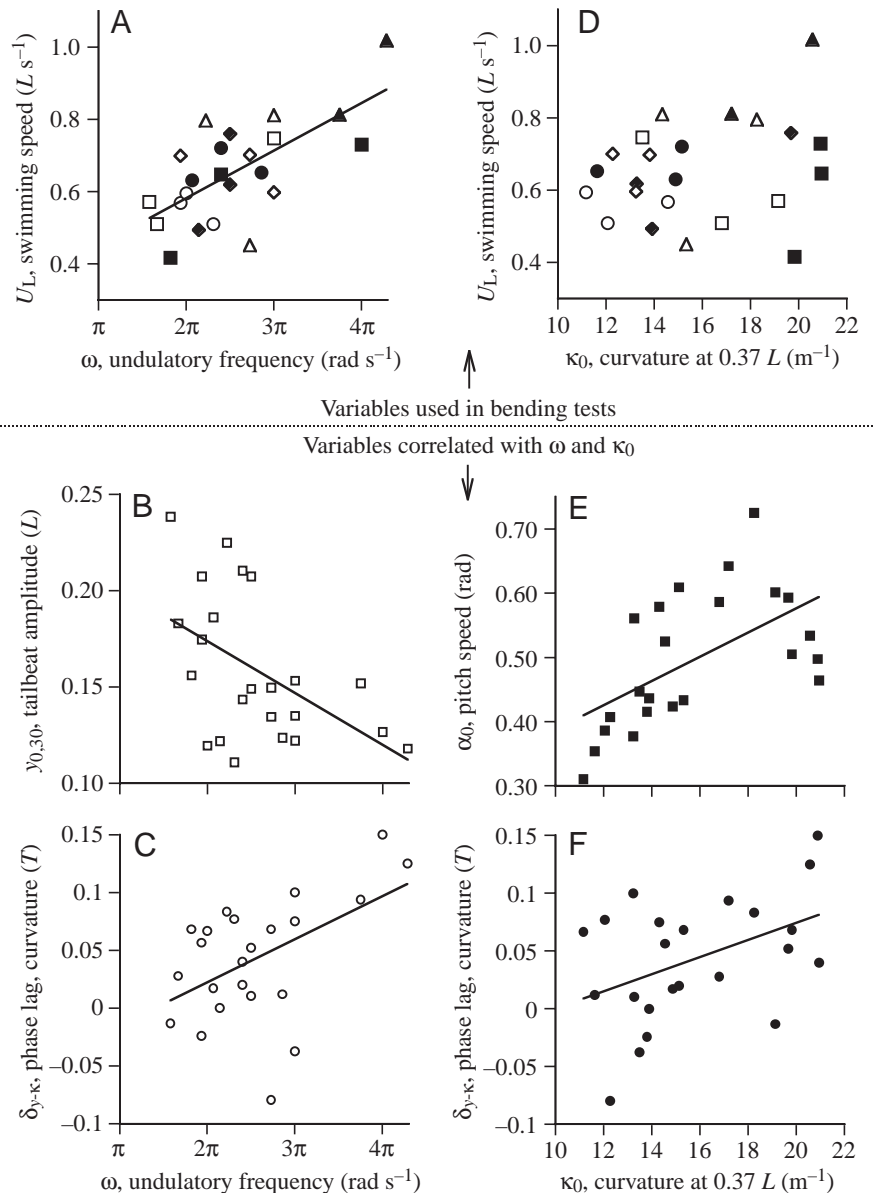 A
U_L, swimming speed (L s⁻¹)
1.0
0.8
0.6
0.4
π 2π 3π 4π
ω, undulatory frequency (rad s⁻¹)
D
U_L, swimming speed (L s⁻¹)
1.0
0.8
0.6
0.4
10 12 14 16 18 20 22
κ₀, curvature at 0.37 L (m⁻¹)
Variables used in bending tests
Variables correlated with ω and κ₀
B
y₀,₃₀, tailbeat amplitude (L)
0.25
0.20
0.15
0.10
E
α₀, pitch speed (rad)
0.70
0.60
0.50
0.40
0.30
C
δ_y-κ, phase lag, curvature (T)
0.15
0.1
0.05
0
–0.05
–0.1
π 2π 3π 4π
ω, undulatory frequency (rad s⁻¹)
F
δ_y-κ, phase lag, curvature (T)
0.15
0.1
0.05
0
–0.05
–0.1
10 12 14 16 18 20 22
κ₀, curvature at 0.37 L (m⁻¹)